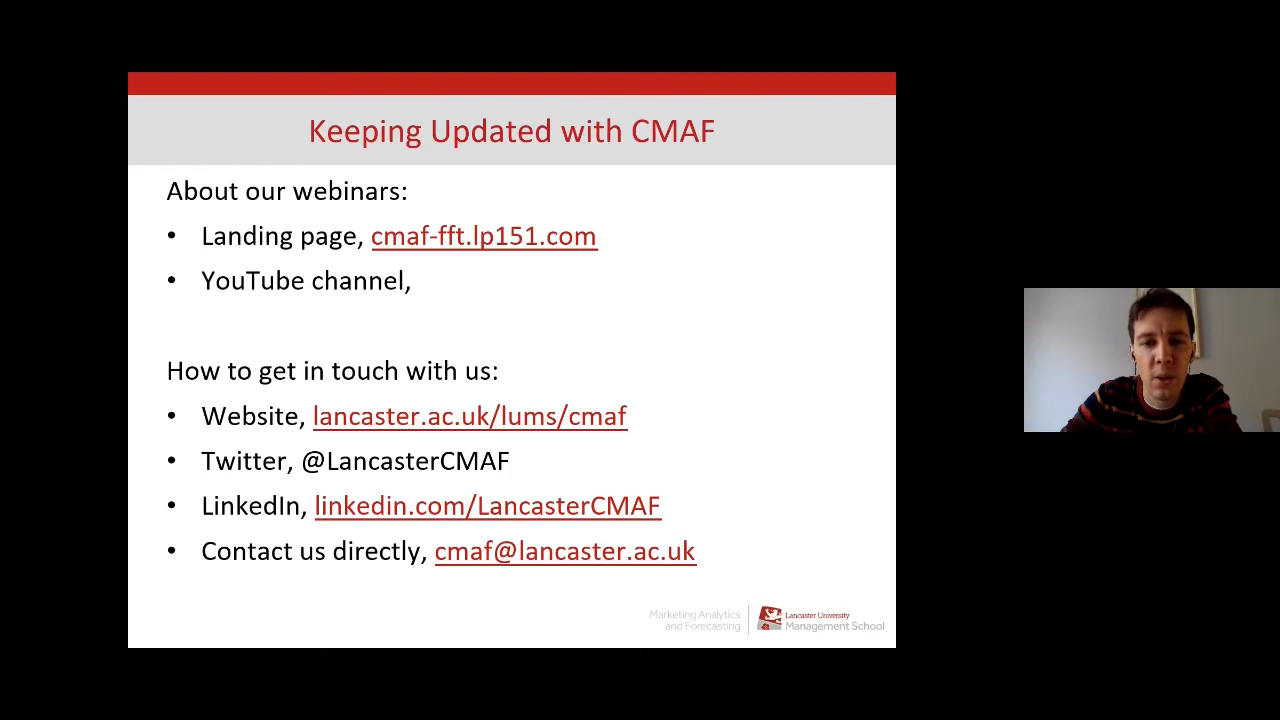 Keeping Updated with CMAF
About our webinars:
• Landing page, cmaf-fft.lp151.com
• YouTube channel,
How to get in touch with us:
• Website, lancaster.ac.uk/lums/cmaf
• Twitter, @LancasterCMAF
• LinkedIn, linkedin.com/LancasterCMAF
• Contact us directly, cmaf@lancaster.ac.uk
Marketing Analytics
and Forecasting
Lancaster University
Management School